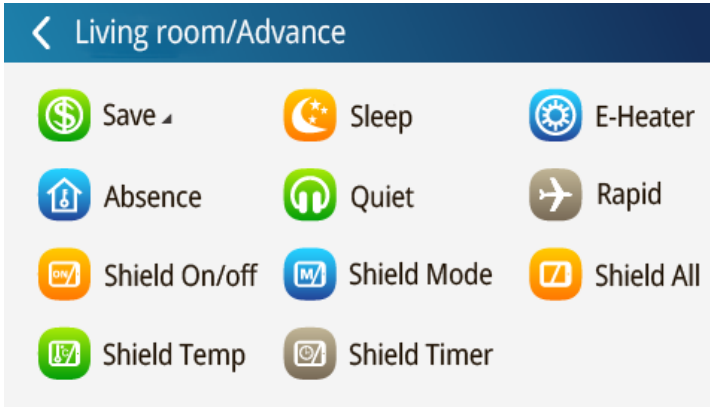 Living room/Advance
Save Sleep E-Heater
Absence Quiet Rapid
ON/ Shield On/off M/ Shield Mode Shield All
°C Shield Temp Shield Timer